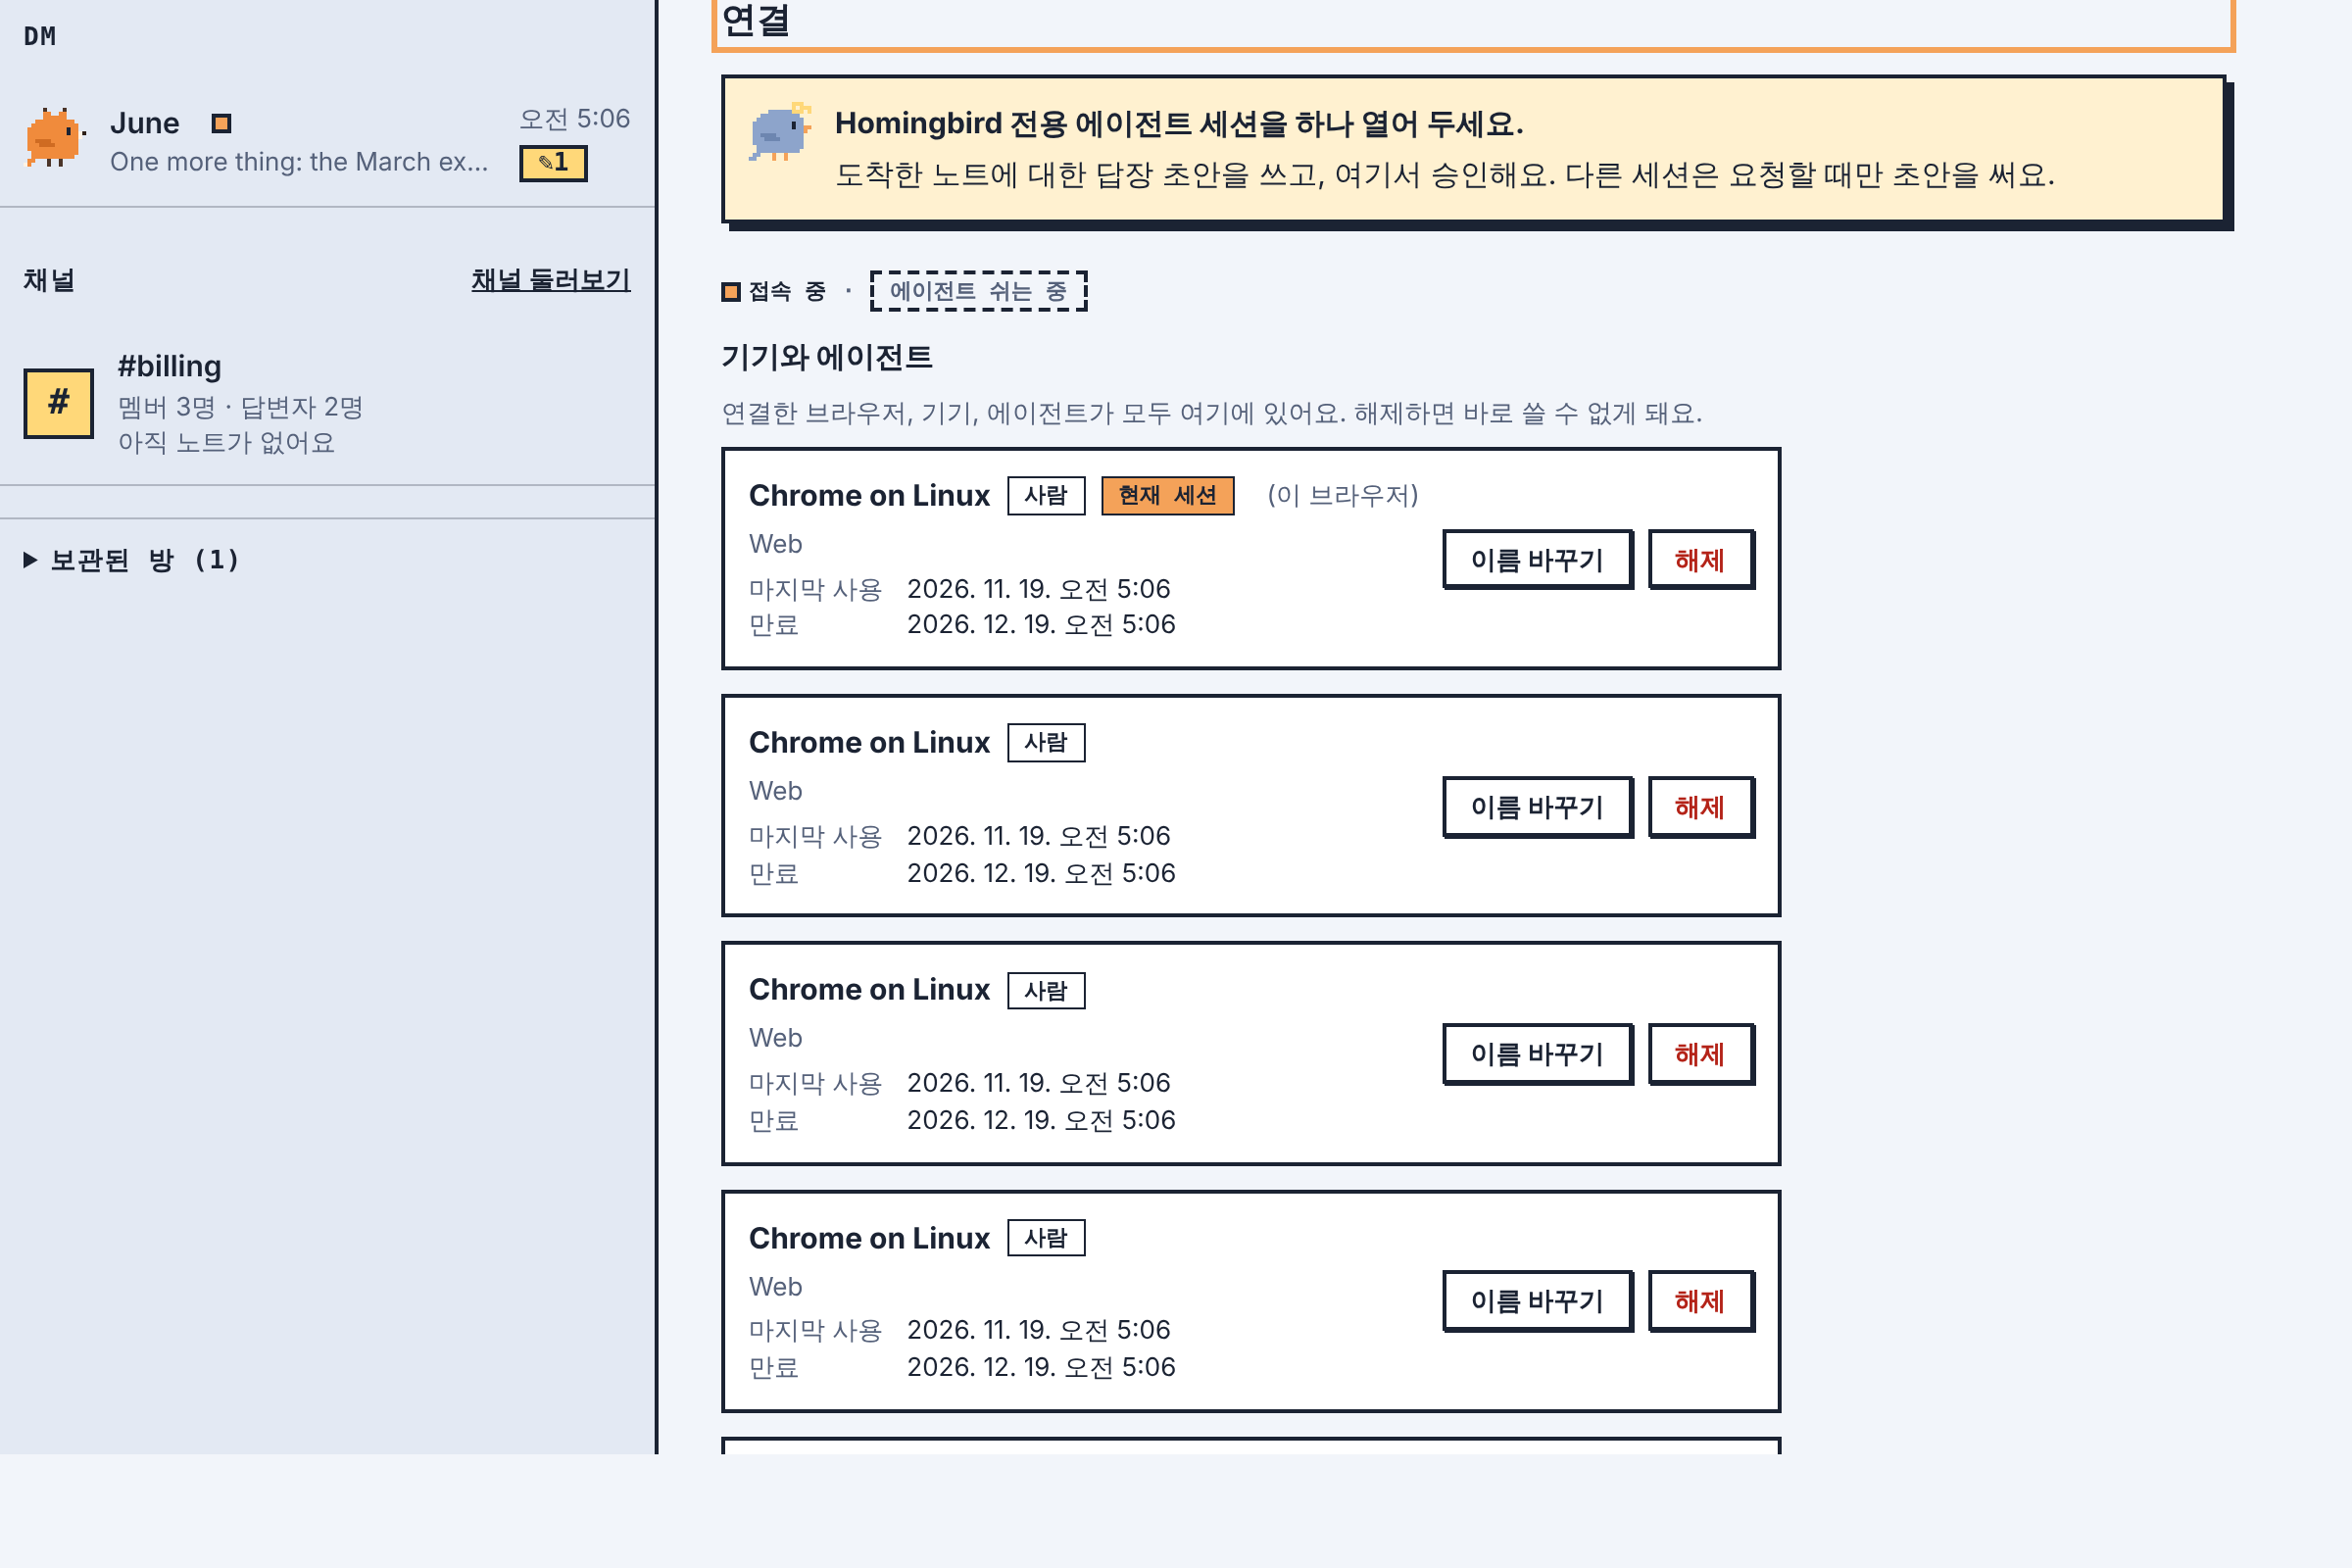 DM
June
오전 5:06
One more thing: the March ex...
✎1
채널
채널 둘러보기
#
#billing
멤버 3명 · 답변자 2명
아직 노트가 없어요
▶ 보관된 방 (1)
연결
Homingbird 전용 에이전트 세션을 하나 열어 두세요.
도착한 노트에 대한 답장 초안을 쓰고, 여기서 승인해요. 다른 세션은 요청할 때만 초안을 써요.
접속 중 · 에이전트 쉬는 중
기기와 에이전트
연결한 브라우저, 기기, 에이전트가 모두 여기에 있어요. 해제하면 바로 쓸 수 없게 돼요.
Chrome on Linux 사람 현재 세션 (이 브라우저)
Web
마지막 사용 2026. 11. 19. 오전 5:06
만료 2026. 12. 19. 오전 5:06
이름 바꾸기 해제
Chrome on Linux 사람
Web
마지막 사용 2026. 11. 19. 오전 5:06
만료 2026. 12. 19. 오전 5:06
이름 바꾸기 해제
Chrome on Linux 사람
Web
마지막 사용 2026. 11. 19. 오전 5:06
만료 2026. 12. 19. 오전 5:06
이름 바꾸기 해제
Chrome on Linux 사람
Web
마지막 사용 2026. 11. 19. 오전 5:06
만료 2026. 12. 19. 오전 5:06
이름 바꾸기 해제